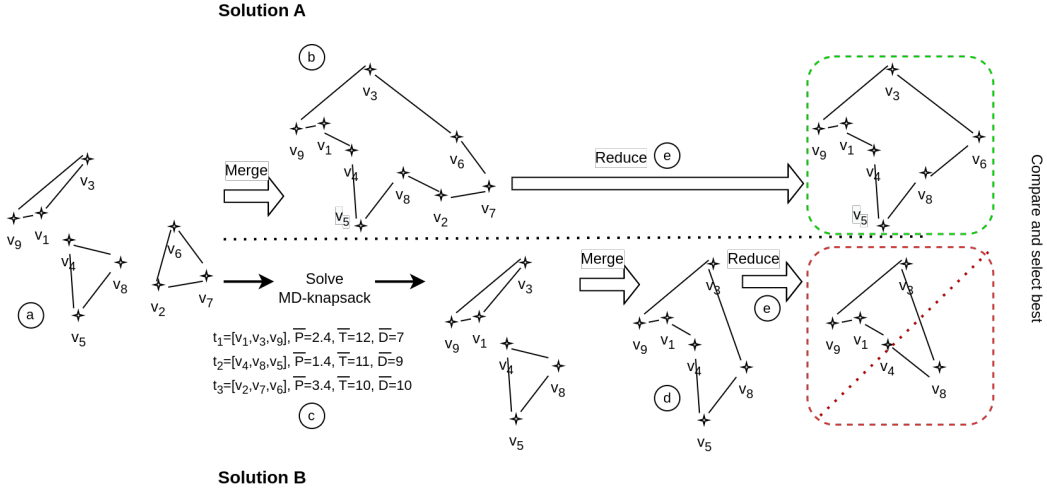 Solution A
b
v3
v9
v1
v4
v6
v8
v2
v7
v5
Merge
Reduce
e
v3
v9
v1
v4
v6
v8
v5
v3
v9
v1
v4
v8
v5
v6
v2
v7
a
Solve
MD-knapsack
t1=[v1,v3,v9], P̅=2.4, T̅=12, D̅=7
t2=[v4,v8,v5], P̅=1.4, T̅=11, D̅=9
t3=[v2,v7,v6], P̅=3.4, T̅=10, D̅=10
c
v3
v9
v1
v4
v8
v5
Merge
v3
v9
v1
v4
v8
v5
d
Reduce
e
v3
v9
v1
v4
v8
Compare and select best
Solution B